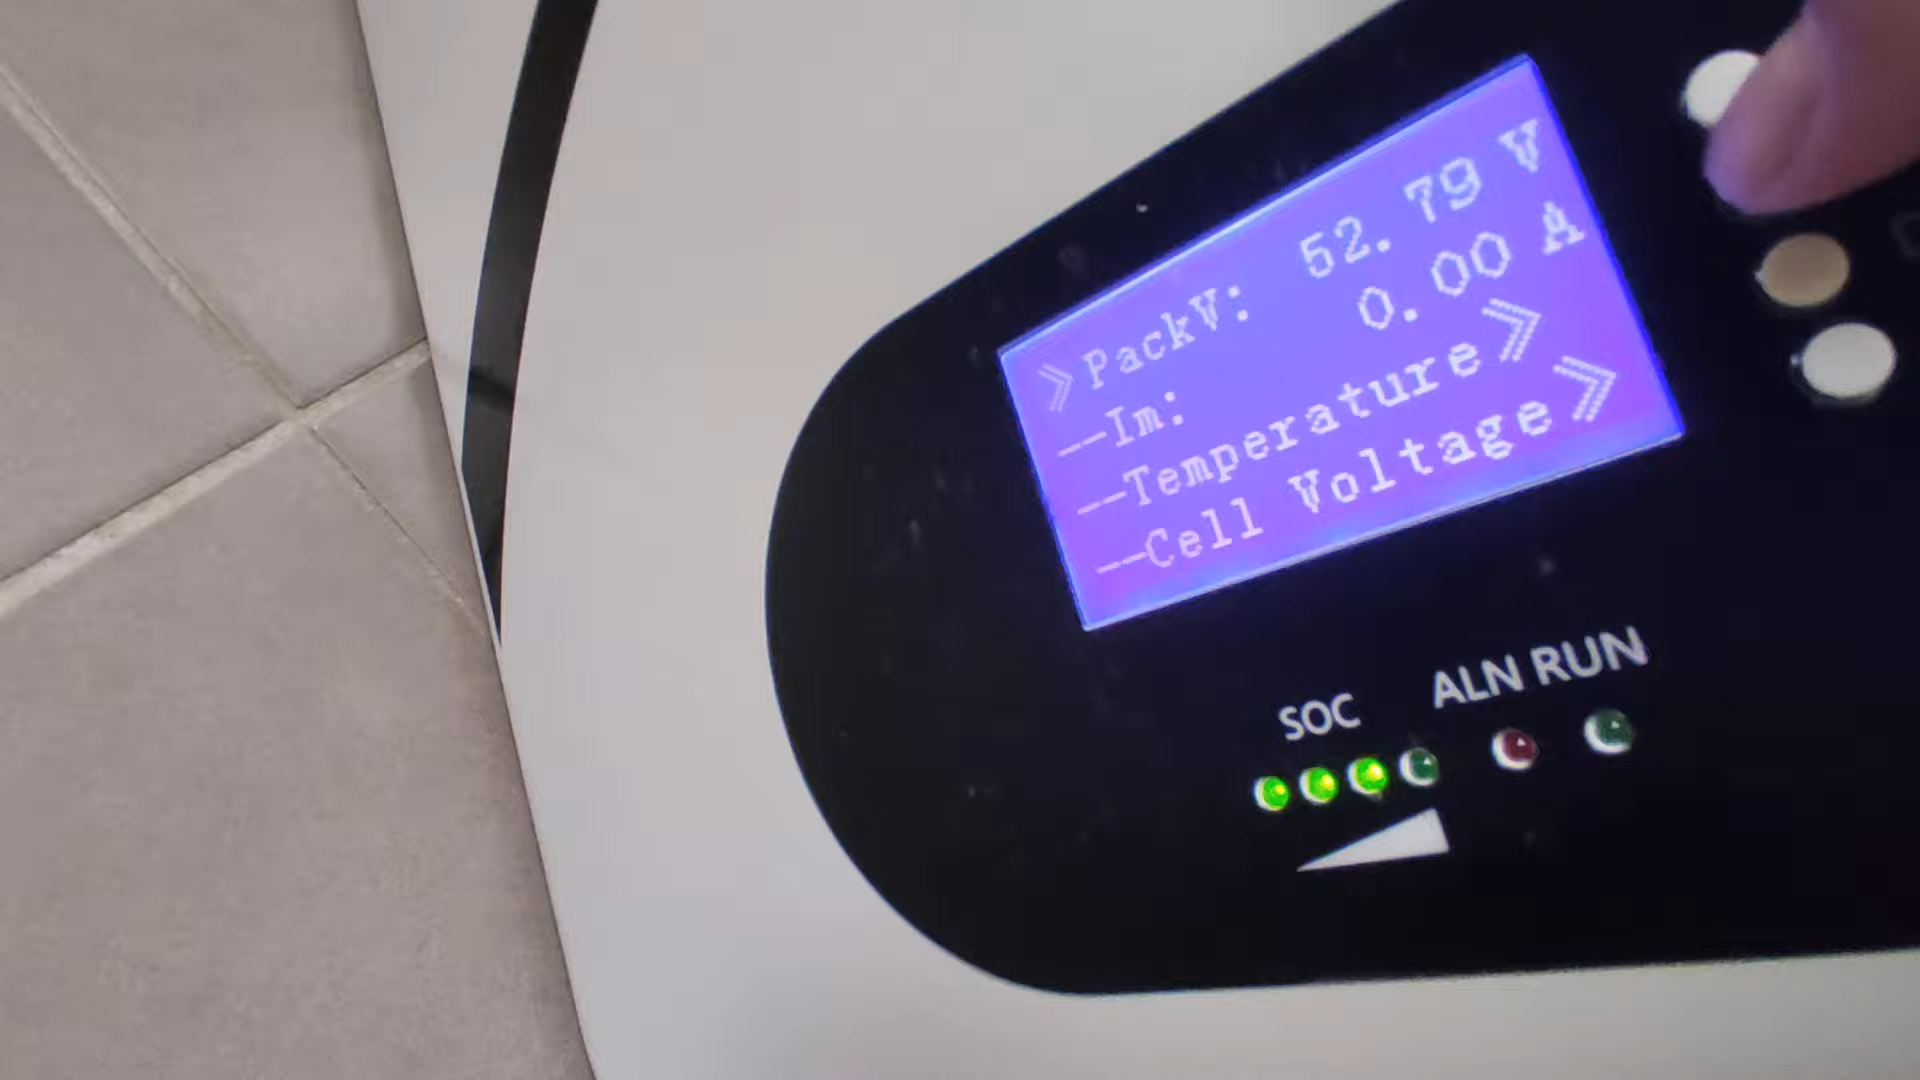 »PackV: 52.79 V
--Im: 0.00 A
--Temperature»
--Cell Voltage»
SOC ALN RUN